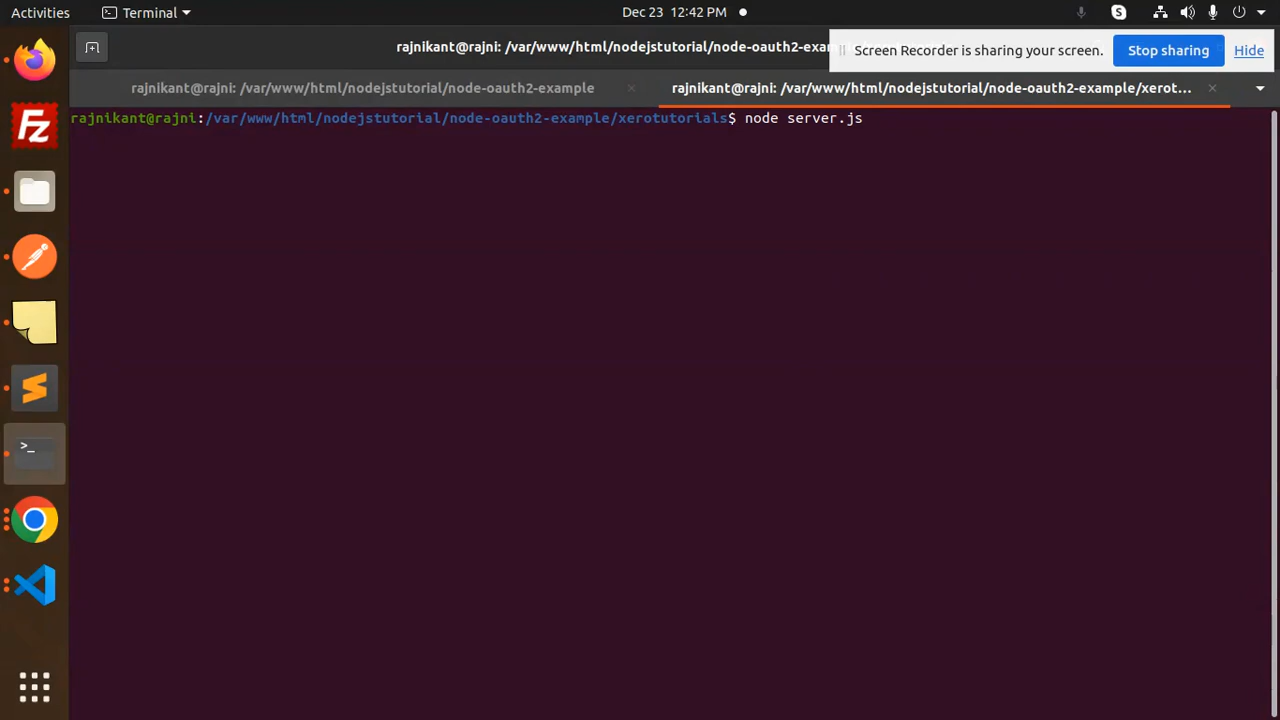 Activities
Terminal
Dec 23 12:42 PM
rajnikant@rajni: /var/www/html/nodejstutorial/node-oauth2-exa
Screen Recorder is sharing your screen.
Stop sharing
Hide
rajnikant@rajni: /var/www/html/nodejstutorial/node-oauth2-example
rajnikant@rajni: /var/www/html/nodejstutorial/node-oauth2-example/xerot...
rajnikant@rajni:/var/www/html/nodejstutorial/node-oauth2-example/xerotutorials$ node server.js
Fz
S
>_